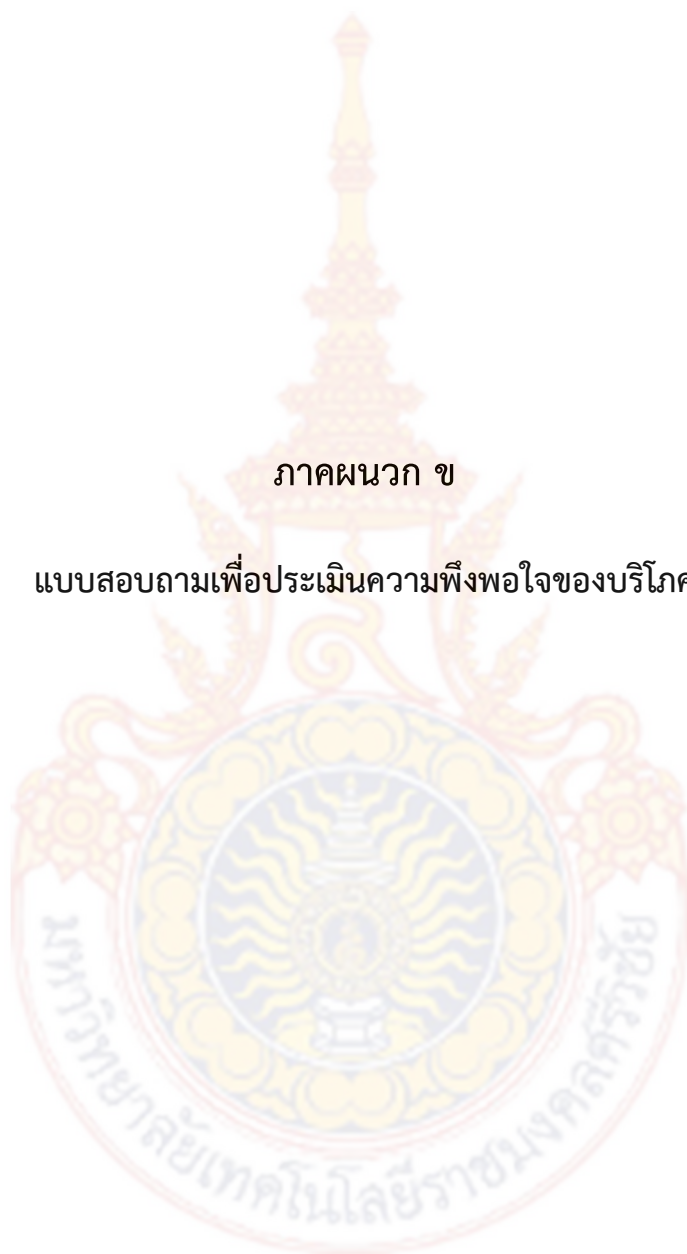 ภาคผนวก ข
แบบสอบถามเพื่อประเมินความพึงพอใจของบริโภค
มหาวิทยาลัยเทคโนโลยีราชมงคลศรีวิชัย